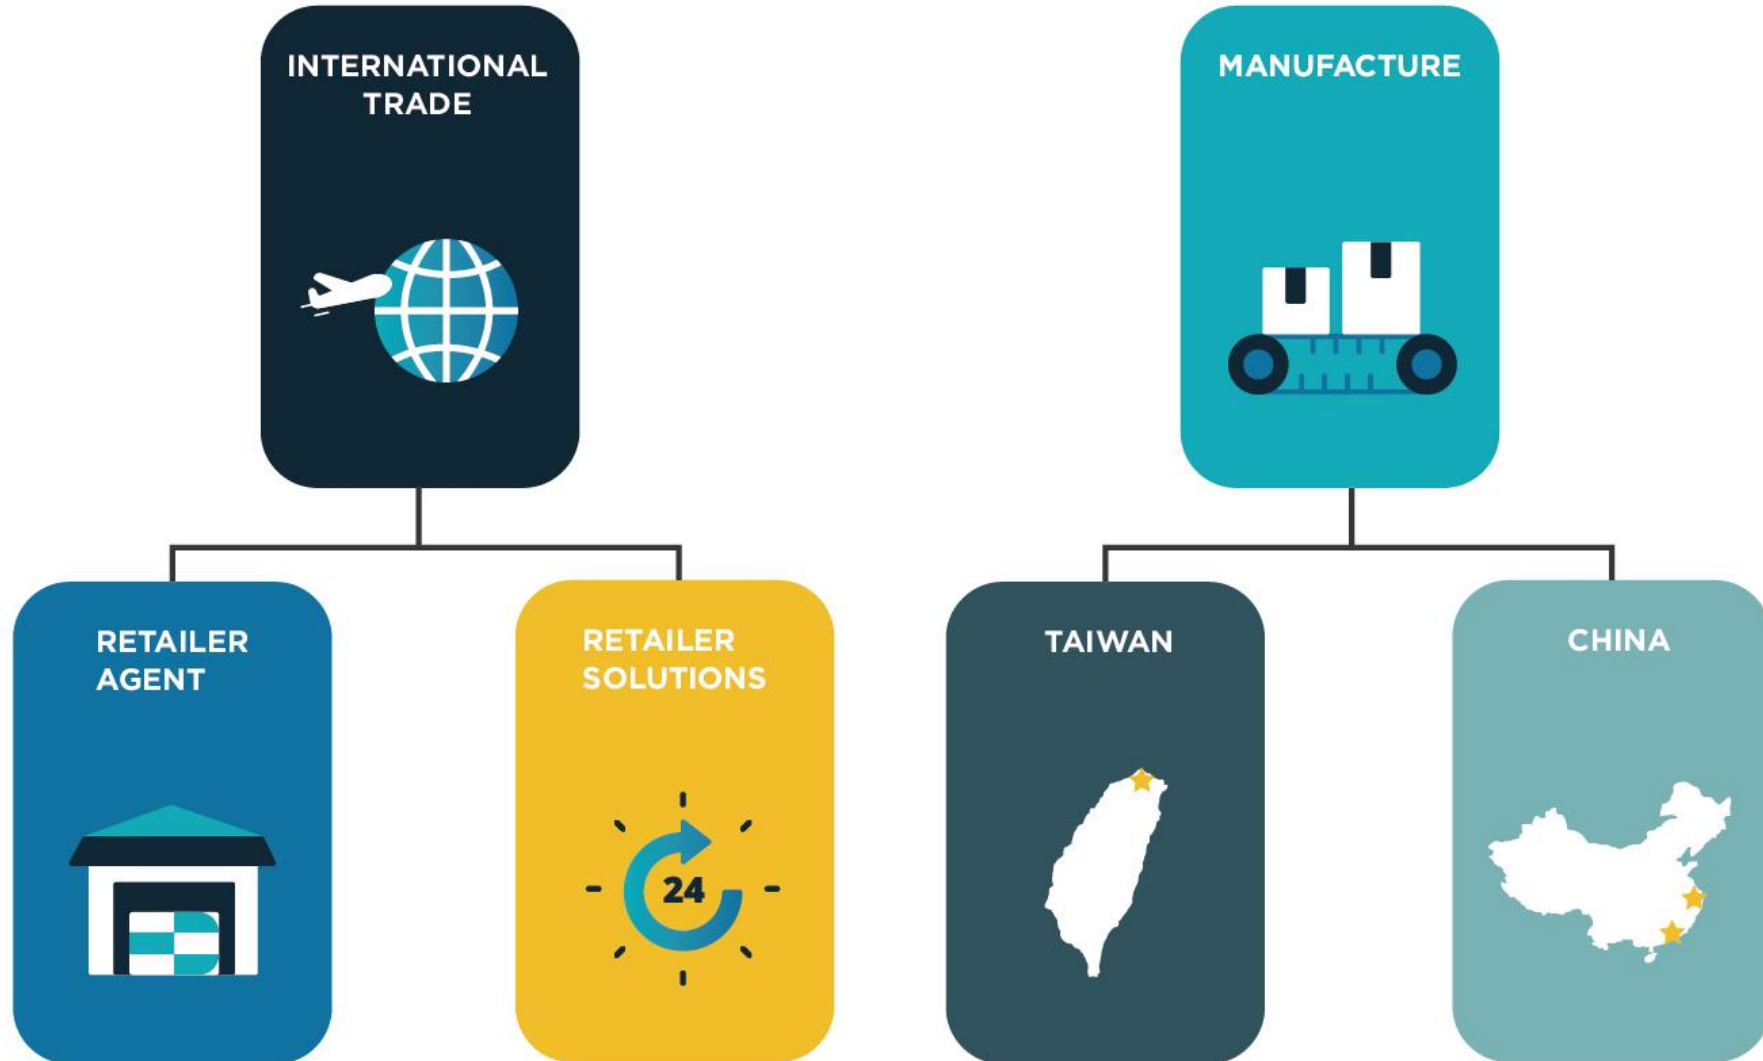 INTERNATIONAL
TRADE
MANUFACTURE
RETAILER
AGENT
RETAILER
SOLUTIONS
24
TAIWAN
CHINA